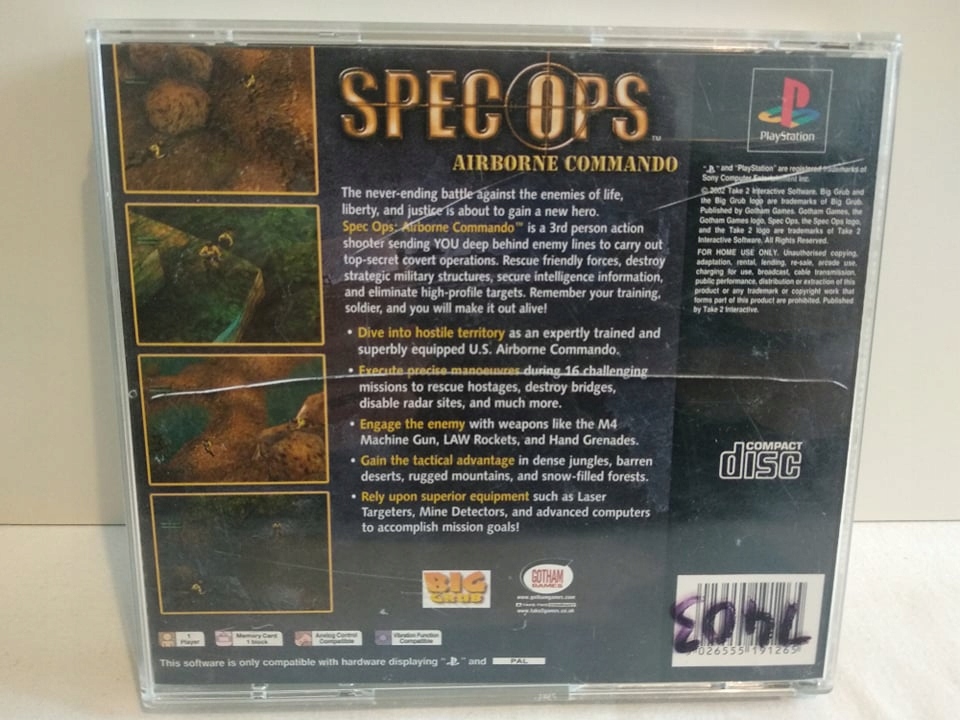 SPEC OPS
™
AIRBORNE COMMANDO
The never-ending battle against the enemies of life,
liberty, and justice is about to gain a new hero.
Spec Ops: Airborne Commando™ is a 3rd person action
shooter sending YOU deep behind enemy lines to carry out
top-secret covert operations. Rescue friendly forces, destroy
strategic military structures, secure intelligence information,
and eliminate high-profile targets. Remember your training,
soldier, and you will make it out alive!
• Dive into hostile territory as an expertly trained and
superbly equipped U.S. Airborne Commando.
• Execute precise manoeuvres during 16 challenging
missions to rescue hostages, destroy bridges,
disable radar sites, and much more.
• Engage the enemy with weapons like the M4
Machine Gun, LAW Rockets, and Hand Grenades.
• Gain the tactical advantage in dense jungles, barren
deserts, rugged mountains, and snow-filled forests.
• Rely upon superior equipment such as Laser
Targeters, Mine Detectors, and advanced computers
to accomplish mission goals!
PlayStation
" " and "PlayStation" are registered trademarks of
Sony Computer Entertainment Inc.
© 2002 Take 2 Interactive Software. Big Grub and
the Big Grub logo are trademarks of Big Grub.
Published by Gotham Games. Gotham Games, the
Gotham Games logo, Spec Ops, the Spec Ops logo,
and the Take 2 logo are trademarks of Take 2
Interactive Software, All Rights Reserved.
FOR HOME USE ONLY. Unauthorised copying,
adaptation, rental, lending, re-sale, arcade use,
charging for use, broadcast, cable transmission,
public performance, distribution or extraction of this
product or any trademark or copyright work that
forms part of this product are prohibited. Published
by Take 2 Interactive.
COMPACT
disc
BIG
GRUB
GOTHAM
GAMES
www.gothamgames.com
www.take2games.co.uk
1
Player
Memory Card
1 block
Analog Control
Compatible
Vibration Function
Compatible
This software is only compatible with hardware displaying " " and PAL
7403
5 026555 191265